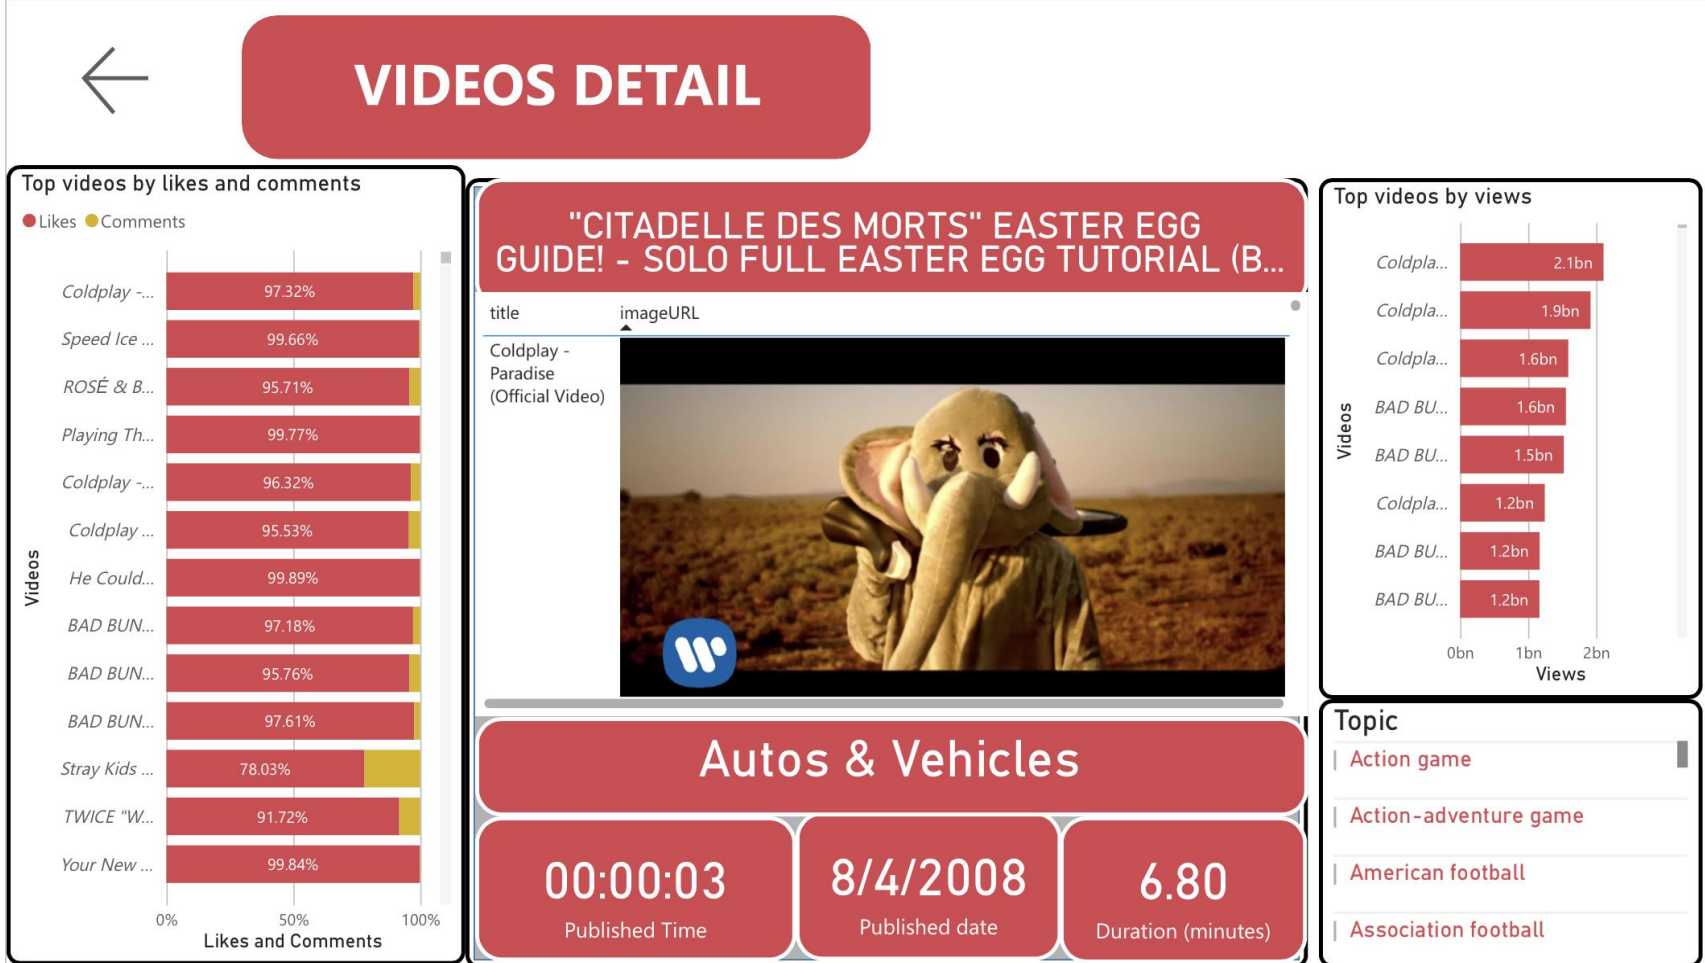 VIDEOS DETAIL
Top videos by likes and comments
Likes Comments
Videos
Coldplay -... 97.32%
Speed Ice ... 99.66%
ROSÉ & B... 95.71%
Playing Th... 99.77%
Coldplay -... 96.32%
Coldplay ... 95.53%
He Could... 99.89%
BAD BUN... 97.18%
BAD BUN... 95.76%
BAD BUN... 97.61%
Stray Kids ... 78.03%
TWICE "W... 91.72%
Your New ... 99.84%
0% 50% 100%
Likes and Comments
"CITADELLE DES MORTS" EASTER EGG
GUIDE! - SOLO FULL EASTER EGG TUTORIAL (B...
title imageURL
Coldplay -
Paradise
(Official Video)
Autos & Vehicles
00:00:03
Published Time
8/4/2008
Published date
6.80
Duration (minutes)
Top videos by views
Videos
Coldpla... 2.1bn
Coldpla... 1.9bn
Coldpla... 1.6bn
BAD BU... 1.6bn
BAD BU... 1.5bn
Coldpla... 1.2bn
BAD BU... 1.2bn
BAD BU... 1.2bn
0bn 1bn 2bn
Views
Topic
Action game
Action-adventure game
American football
Association football